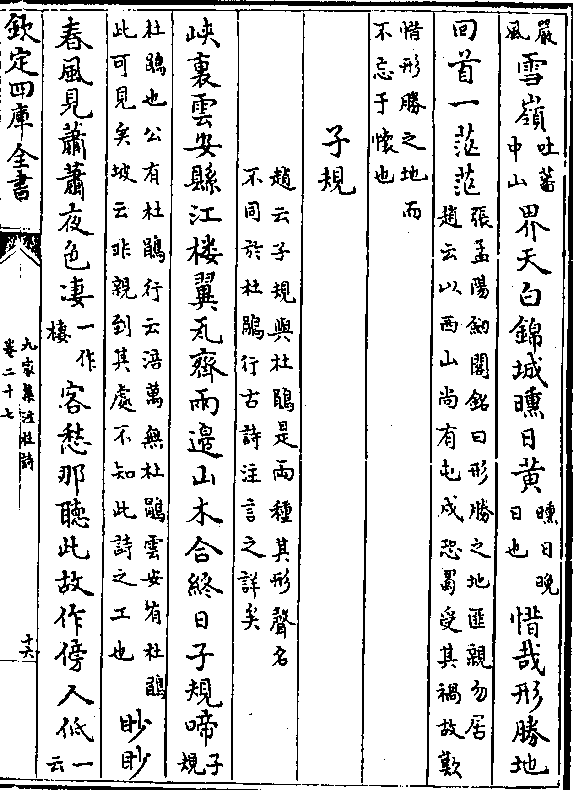 嚴風雪嶺吐蕃中山界天白錦城曛日黄曛日晚日也惜哉形勝地
回首一茫茫張孟陽劔閣銘曰形勝之地匪親勿居趙云以西山尚有屯戍恐蜀受其禍故歎
惜形勝之地而不忘于懐也
子規
趙云子規與杜鵑是兩種其形聲名不同於杜鵑行古詩注言之詳矣
峽裏雲安縣江楼翼瓦齊兩邉山木合終日子規啼子規
杜鵑也公有杜鵑行云涪萬無杜鵑雲安有杜鵑此可見矣坡云非親到其處不知此詩之工也眇眇
春風見蕭蕭夜色凄一作棲客愁那聽此故作傍人低一云
欽定四庫全書
九家集注杜詩
卷二十七
十六